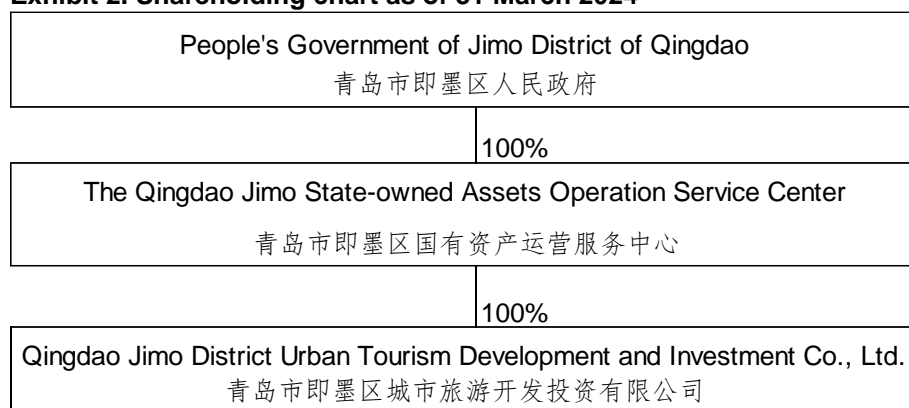 Exhibit 2. Shareholding chart as of 31 March 2024
People's Government of Jimo District of Qingdao
青岛市即墨区人民政府
100%
The Qingdao Jimo State-owned Assets Operation Service Center
青岛市即墨区国有资产运营服务中心
100%
Qingdao Jimo District Urban Tourism Development and Investment Co., Ltd.
青岛市即墨区城市旅游开发投资有限公司